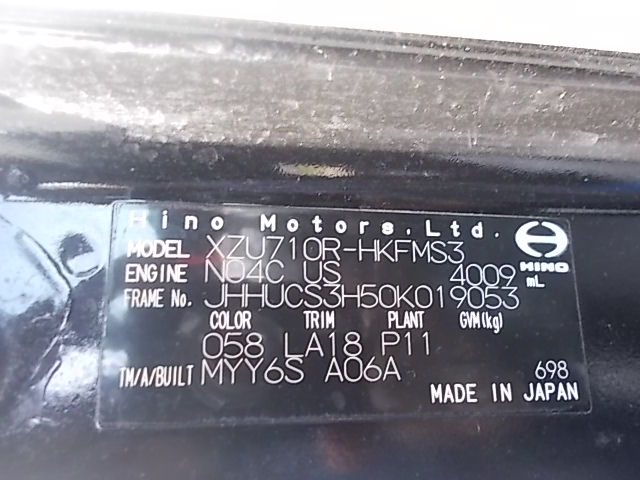 Hino Motors,Ltd.
MODEL XZU710R-HKFMS3
HINO
ENGINE N04C US 4009 mL
FRAME No. JHHUCS3H50K019053
COLOR TRIM PLANT GVM(kg)
058 LA18 P11
TM/A/BUILT MYY6S A06A
698
MADE IN JAPAN